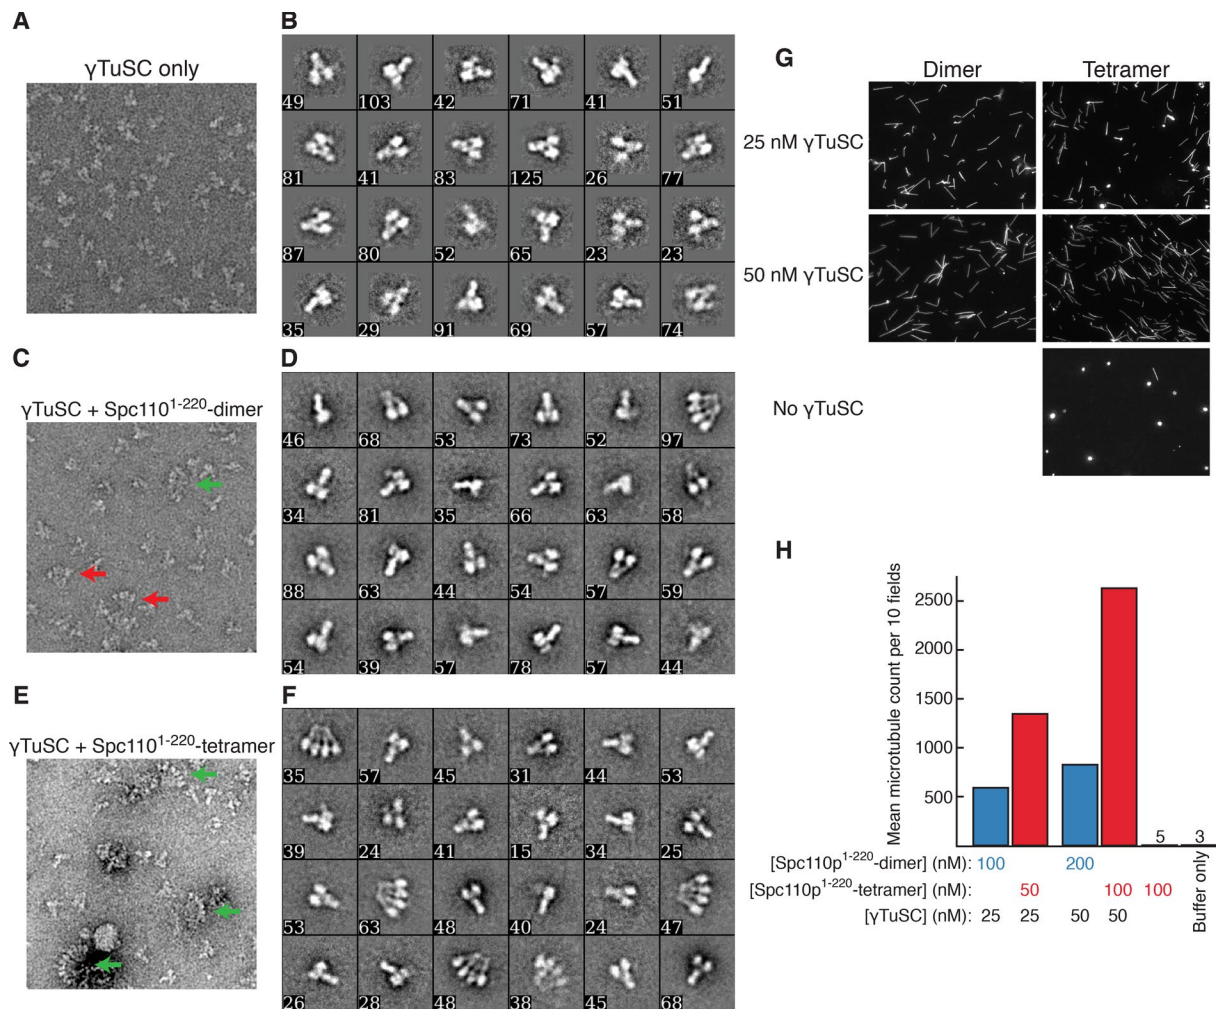 A
γTuSC only
B
49 103 42 71 41 51
81 41 83 125 26 77
87 80 52 65 23 23
35 29 91 69 57 74
C
γTuSC + Spc110¹⁻²²⁰-dimer
D
46 68 53 73 52 97
34 81 35 66 63 58
88 63 44 54 57 59
54 39 57 78 57 44
E
γTuSC + Spc110¹⁻²²⁰-tetramer
F
35 57 45 31 44 53
39 24 41 15 34 25
53 63 48 40 24 47
26 28 48 38 45 68
G
Dimer Tetramer
25 nM γTuSC
50 nM γTuSC
No γTuSC
H
Mean microtubule count per 10 fields
2500
2000
1500
1000
500
5 3
[Spc110p¹⁻²²⁰-dimer] (nM): 100 200
[Spc110p¹⁻²²⁰-tetramer] (nM): 50 100 100
[γTuSC] (nM): 25 25 50 50
Buffer only